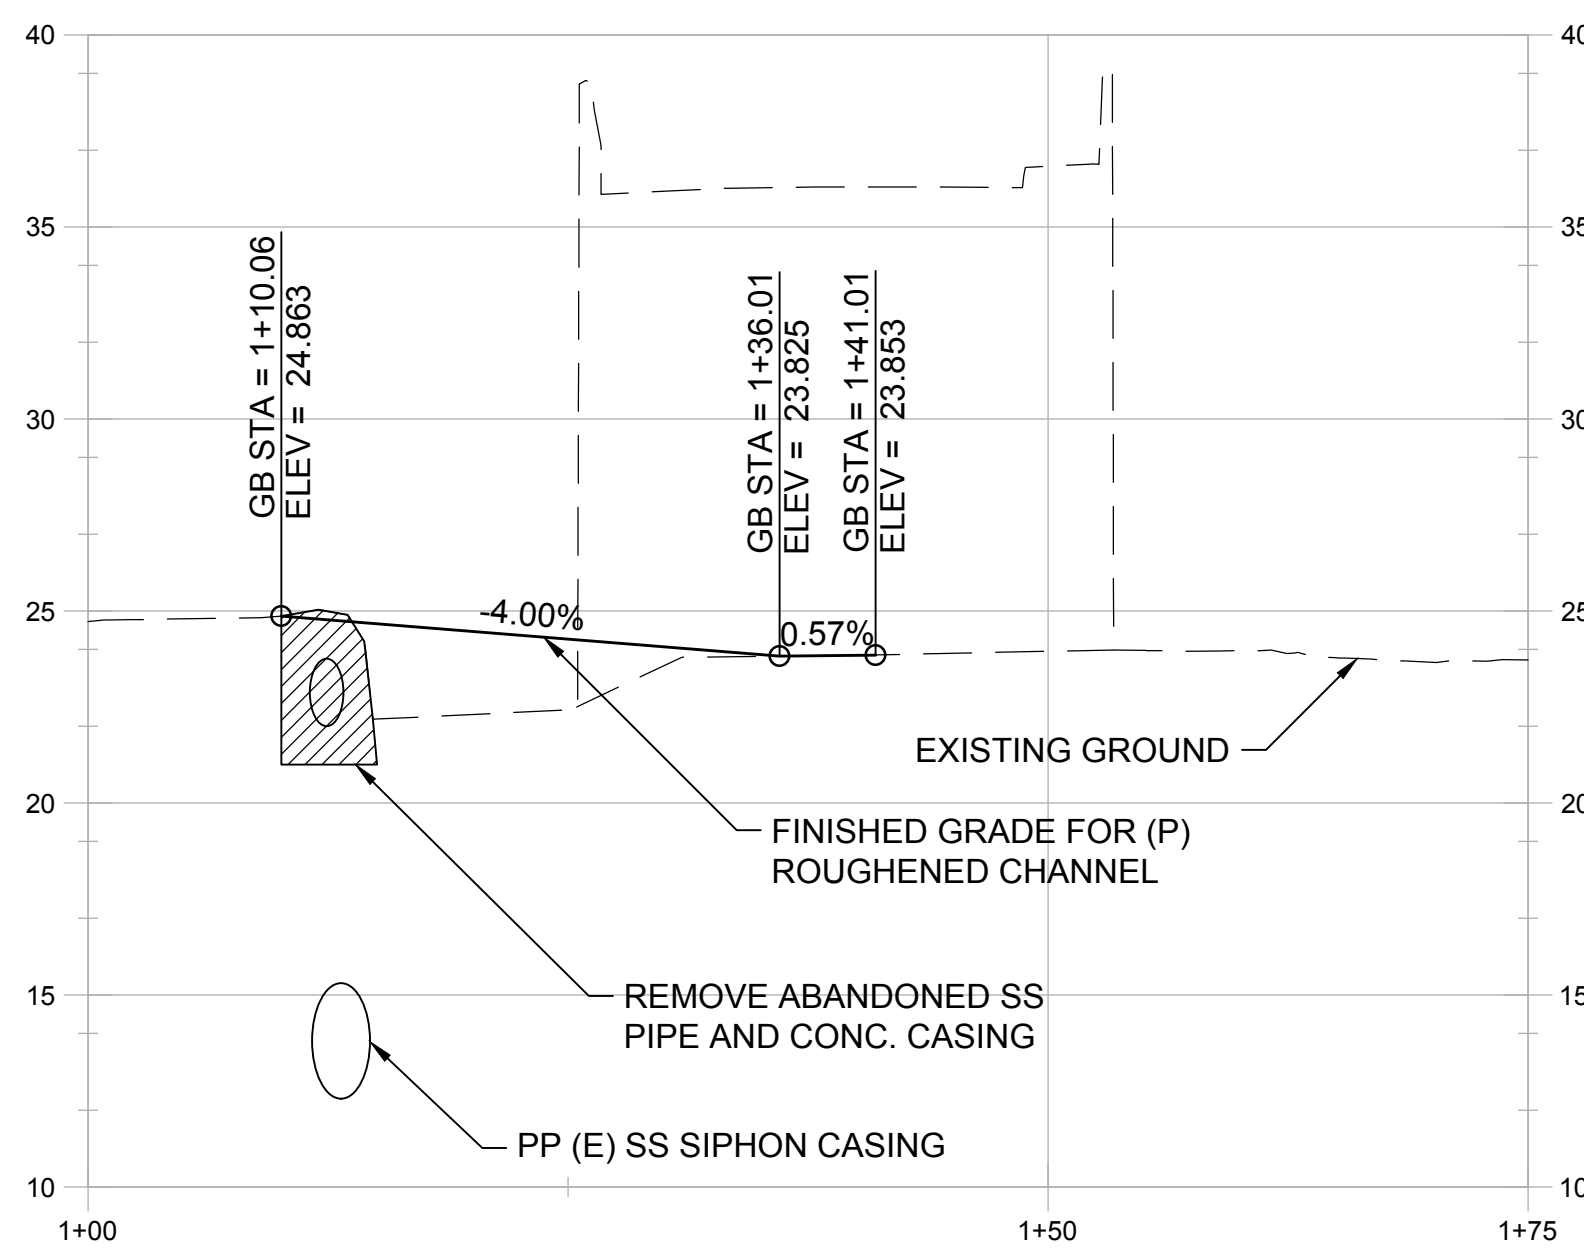 40
40
35
35
30
30
25
25
20
20
15
15
10
10
GB STA = 1+10.06
ELEV = 24.863
GB STA = 1+36.01
ELEV = 23.825
GB STA = 1+41.01
ELEV = 23.853
-4.00%
0.57%
EXISTING GROUND
FINISHED GRADE FOR (P)
ROUGHENED CHANNEL
REMOVE ABANDONED SS
PIPE AND CONC. CASING
PP (E) SS SIPHON CASING
1+00
1+50
1+75